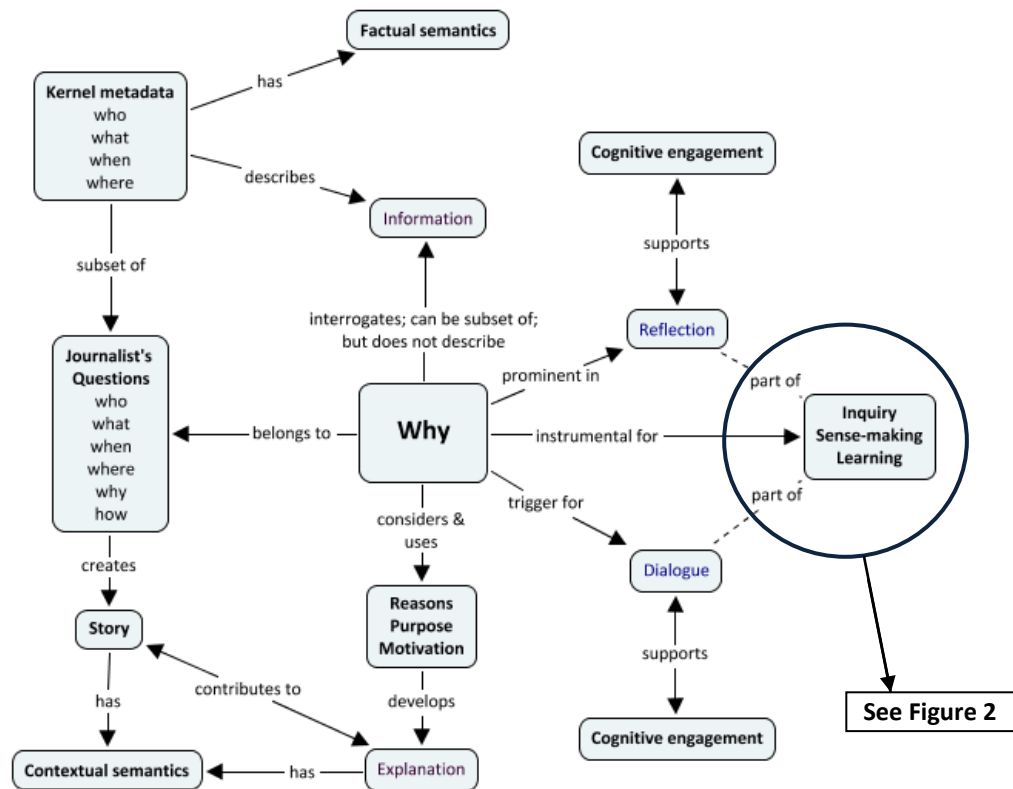 Factual semantics
has
Kernel metadata
who
what
when
where
describes
Information
subset of
interrogates; can be subset of;
but does not describe
Cognitive engagement
supports
Reflection
prominent in
part of
Journalist's
Questions
who
what
when
where
why
how
belongs to
Why
instrumental for
Inquiry
Sense-making
Learning
part of
trigger for
Dialogue
considers &
uses
creates
Reasons
Purpose
Motivation
Story
supports
contributes to
has
develops
See Figure 2
Cognitive engagement
Contextual semantics
has
Explanation